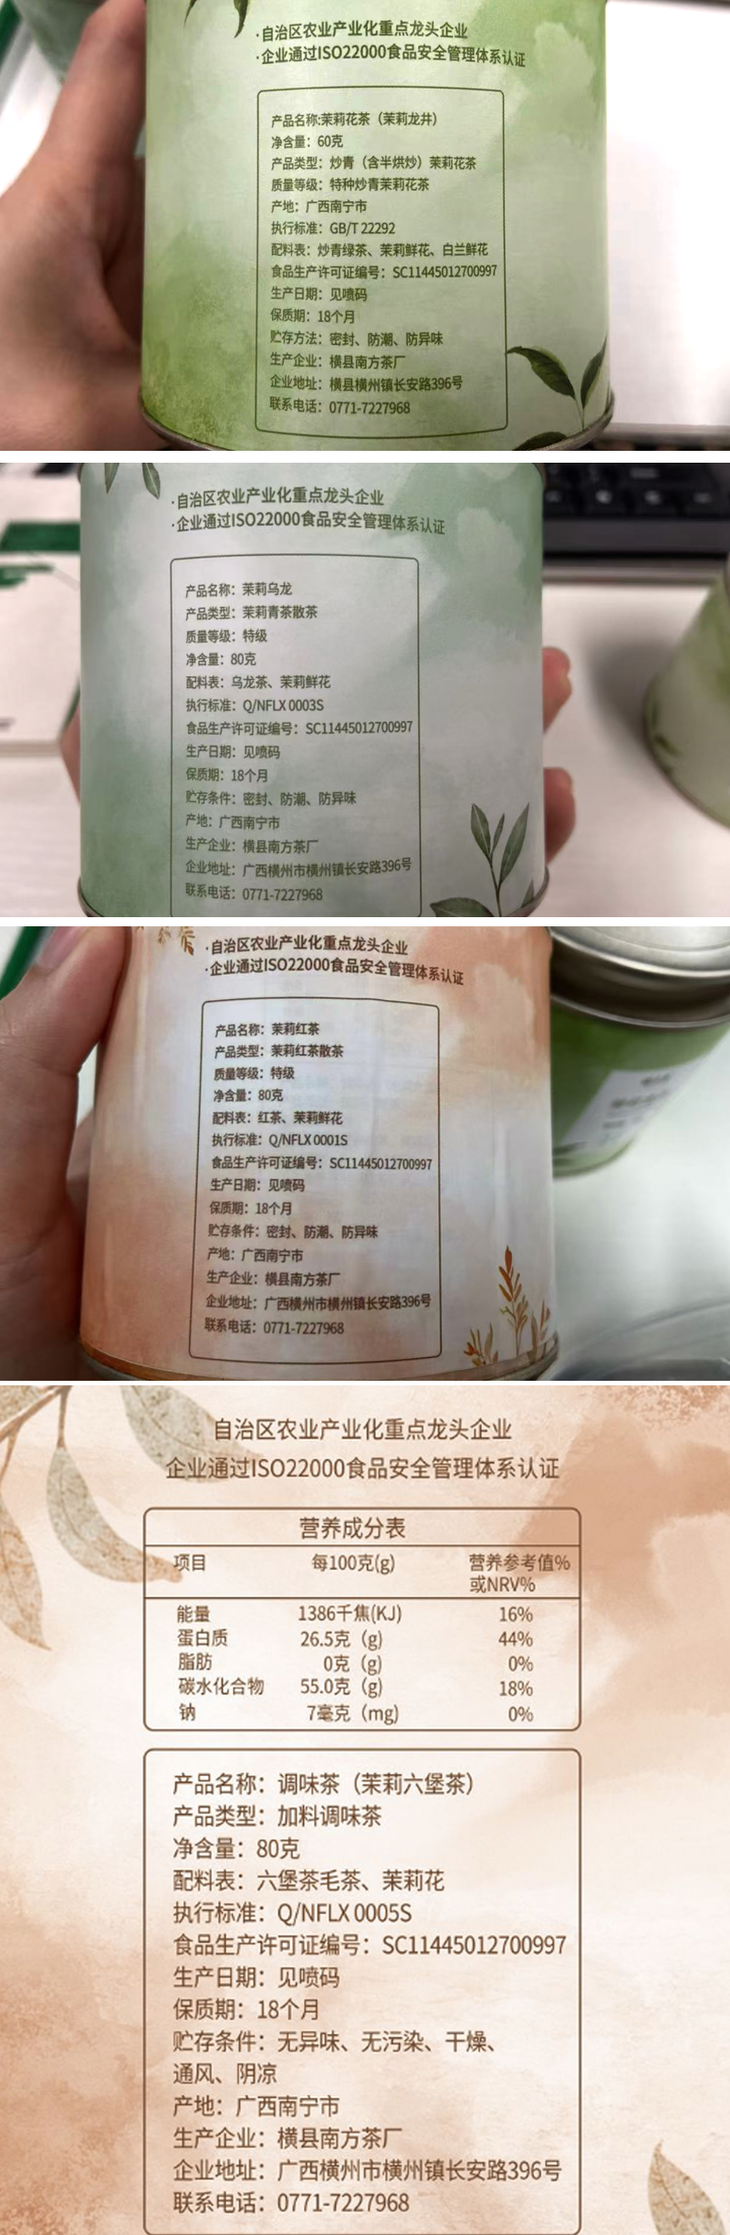 ·自治区农业产业化重点龙头企业
·企业通过ISO22000食品安全管理体系认证
产品名称:茉莉花茶（茉莉龙井）
净含量：60克
产品类型：炒青（含半烘炒）茉莉花茶
质量等级：特种炒青茉莉花茶
产地：广西南宁市
执行标准：GB/T 22292
配料表：炒青绿茶、茉莉鲜花、白兰鲜花
食品生产许可证编号：SC11445012700997
生产日期：见喷码
保质期：18个月
贮存方法：密封、防潮、防异味
生产企业：横县南方茶厂
企业地址：横县横州镇长安路396号
联系电话：0771-7227968
·自治区农业产业化重点龙头企业
·企业通过ISO22000食品安全管理体系认证
产品名称：茉莉乌龙
产品类型：茉莉青茶散茶
质量等级：特级
净含量：80克
配料表：乌龙茶、茉莉鲜花
执行标准：Q/NFLX 0003S
食品生产许可证编号：SC11445012700997
生产日期：见喷码
保质期：18个月
贮存条件：密封、防潮、防异味
产地：广西南宁市
生产企业：横县南方茶厂
企业地址：广西横州市横州镇长安路396号
联系电话：0771-7227968
·自治区农业产业化重点龙头企业
·企业通过ISO22000食品安全管理体系认证
产品名称：茉莉红茶
产品类型：茉莉红茶散茶
质量等级：特级
净含量：80克
配料表：红茶、茉莉鲜花
执行标准：Q/NFLX 0001S
食品生产许可证编号：SC11445012700997
生产日期：见喷码
保质期：18个月
贮存条件：密封、防潮、防异味
产地：广西南宁市
生产企业：横县南方茶厂
企业地址：广西横州市横州镇长安路396号
联系电话：0771-7227968
自治区农业产业化重点龙头企业
企业通过ISO22000食品安全管理体系认证
营养成分表
项目 每100克(g) 营养参考值%
或NRV%
能量 1386千焦(KJ) 16%
蛋白质 26.5克（g) 44%
脂肪 0克（g) 0%
碳水化合物 55.0克（g) 18%
钠 7毫克（mg) 0%
产品名称：调味茶（茉莉六堡茶）
产品类型：加料调味茶
净含量：80克
配料表：六堡茶毛茶、茉莉花
执行标准：Q/NFLX 0005S
食品生产许可证编号：SC11445012700997
生产日期：见喷码
保质期：18个月
贮存条件：无异味、无污染、干燥、
通风、阴凉
产地：广西南宁市
生产企业：横县南方茶厂
企业地址：广西横州市横州镇长安路396号
联系电话：0771-7227968